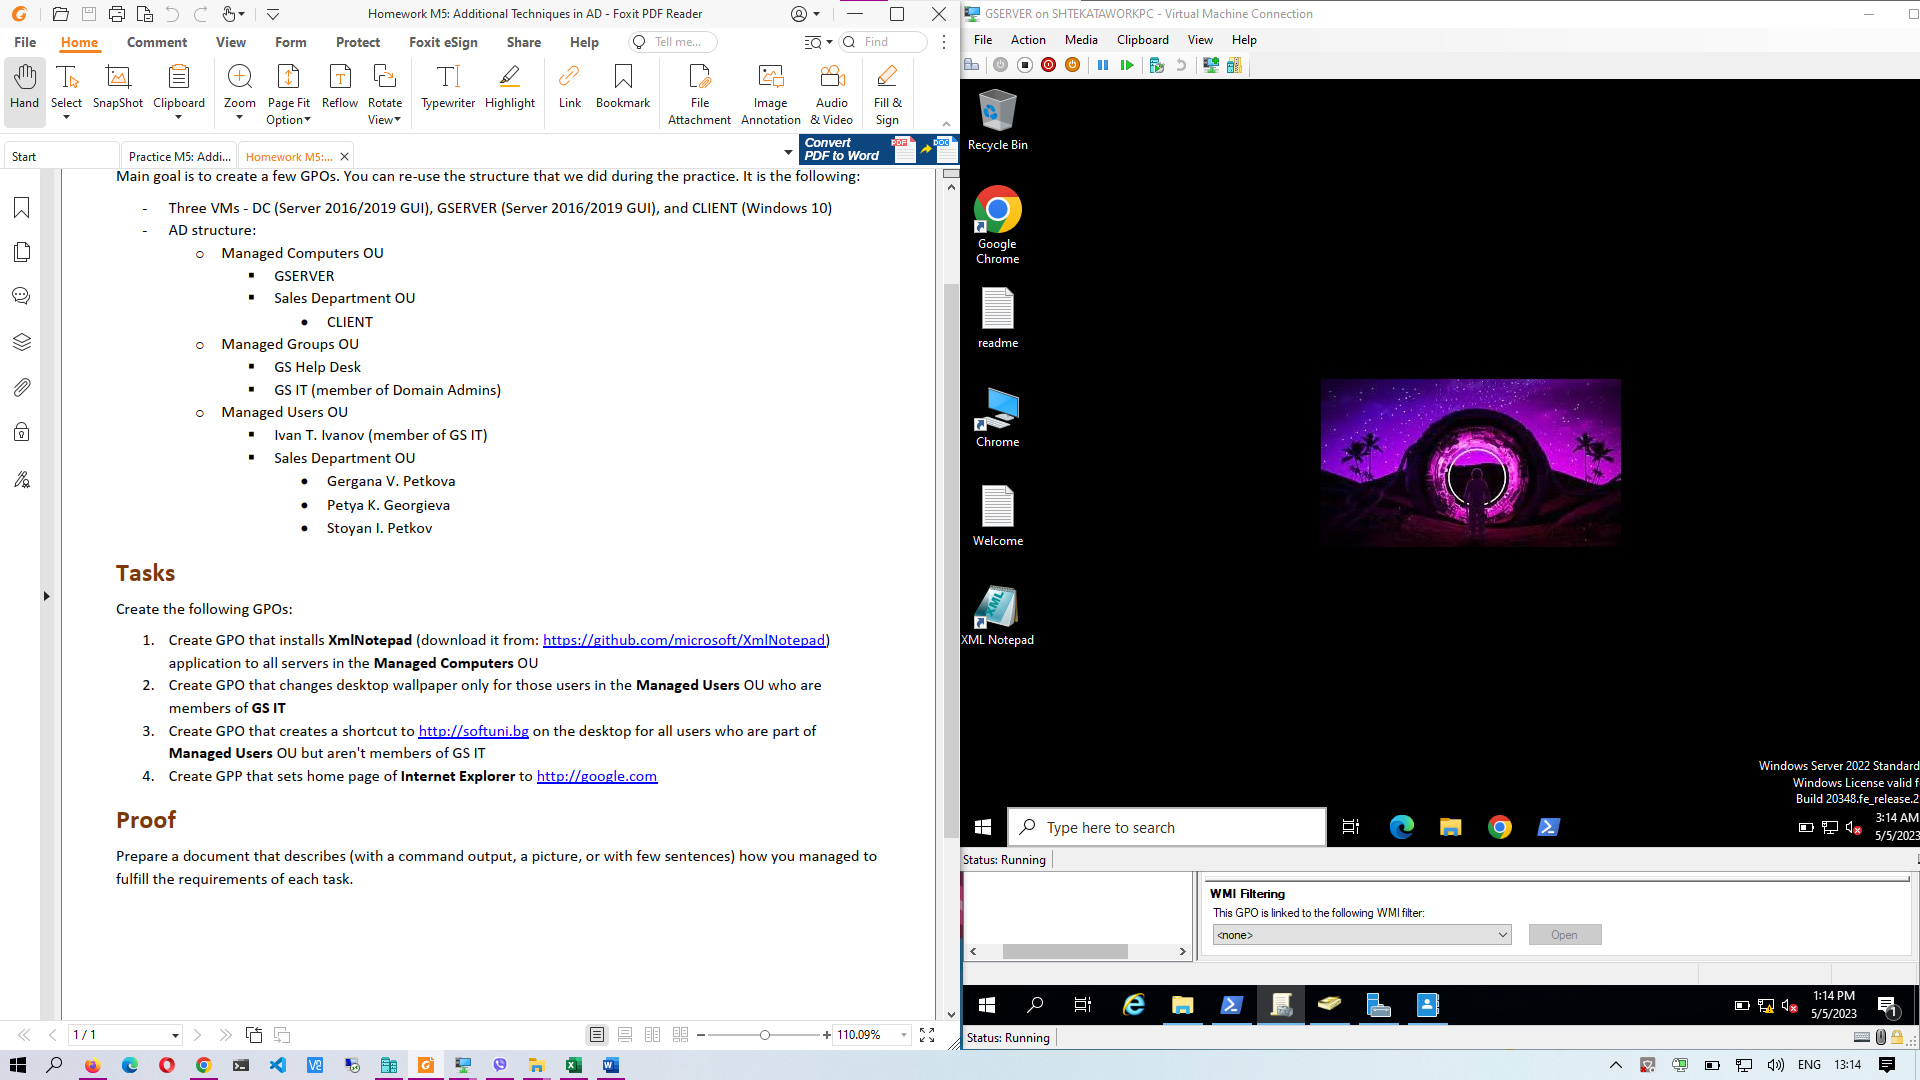 Homework M5: Additional Techniques in AD - Foxit PDF Reader
File Home Comment View Form Protect Foxit eSign Share Help Tell me... Find
Hand Select SnapShot Clipboard Zoom Page Fit Option Reflow Rotate View Typewriter Highlight Link Bookmark File Attachment Image Annotation Audio & Video Fill & Sign
Start Practice M5: Addi... Homework M5:...
Convert
PDF to Word
PDF DOC
Main goal is to create a few GPOs. You can re-use the structure that we did during the practice. It is the following:
- Three VMs - DC (Server 2016/2019 GUI), GSERVER (Server 2016/2019 GUI), and CLIENT (Windows 10)
- AD structure:
o Managed Computers OU
▪ GSERVER
▪ Sales Department OU
• CLIENT
o Managed Groups OU
▪ GS Help Desk
▪ GS IT (member of Domain Admins)
o Managed Users OU
▪ Ivan T. Ivanov (member of GS IT)
▪ Sales Department OU
• Gergana V. Petkova
• Petya K. Georgieva
• Stoyan I. Petkov
Tasks
Create the following GPOs:
1. Create GPO that installs XmlNotepad (download it from: https://github.com/microsoft/XmlNotepad)
application to all servers in the Managed Computers OU
2. Create GPO that changes desktop wallpaper only for those users in the Managed Users OU who are
members of GS IT
3. Create GPO that creates a shortcut to http://softuni.bg on the desktop for all users who are part of
Managed Users OU but aren't members of GS IT
4. Create GPP that sets home page of Internet Explorer to http://google.com
Proof
Prepare a document that describes (with a command output, a picture, or with few sentences) how you managed to
fulfill the requirements of each task.
1 / 1
110.09%
GSERVER on SHTEKATAWORKPC - Virtual Machine Connection
File Action Media Clipboard View Help
Recycle Bin
Google
Chrome
readme
Chrome
Welcome
XML
XML Notepad
Windows Server 2022 Standard
Windows License valid f
Build 20348.fe_release.2
Type here to search
3:14 AM
5/5/2023
Status: Running
WMI Filtering
This GPO is linked to the following WMI filter:
<none>
Open
1:14 PM
5/5/2023
1
Status: Running
ENG 13:14